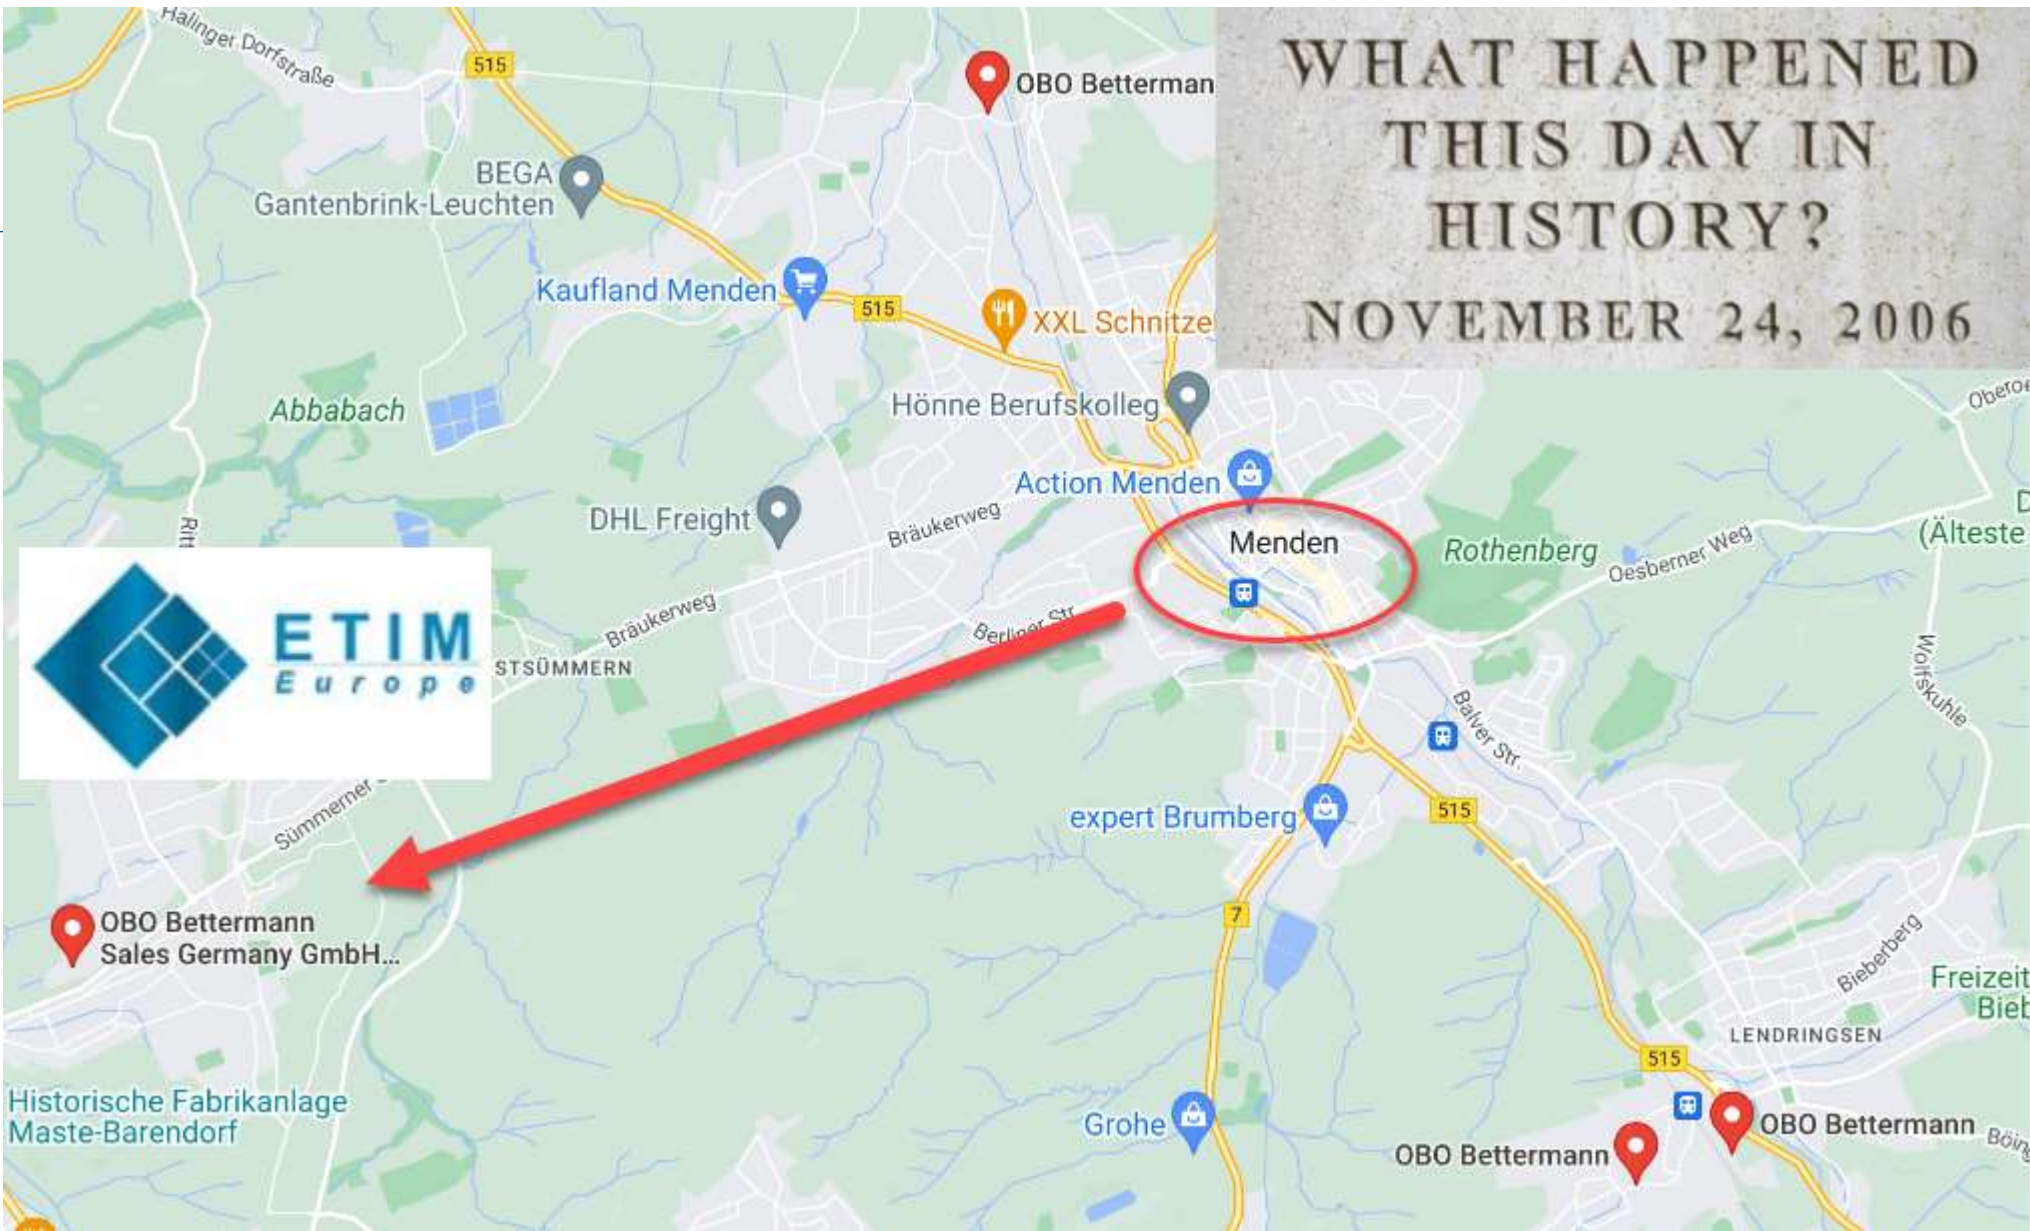 Halinger Dorfstraße
515
OBO Betterman
WHAT HAPPENED
THIS DAY IN
HISTORY?
NOVEMBER 24, 2006
BEGA
Gantenbrink-Leuchten
Kaufland Menden
515
XXL Schnitze
Abbabach
Hönne Berufskolleg
Oberoe
Action Menden
DHL Freight
Bräukerweg
Menden
Rothenberg
Oesberner Weg
D
(Älteste
Ritt
ETIM
Europe
Bräukerweg
Berliner Str.
STSÜMMERN
Wolfskuhle
Balver Str.
Sümmerner S
expert Brumberg
515
7
OBO Bettermann
Sales Germany GmbH...
Bieberberg
Freizeit
Bieb
LENDRINGSEN
515
Historische Fabrikanlage
Maste-Barendorf
Grohe
OBO Bettermann
OBO Bettermann
Böing